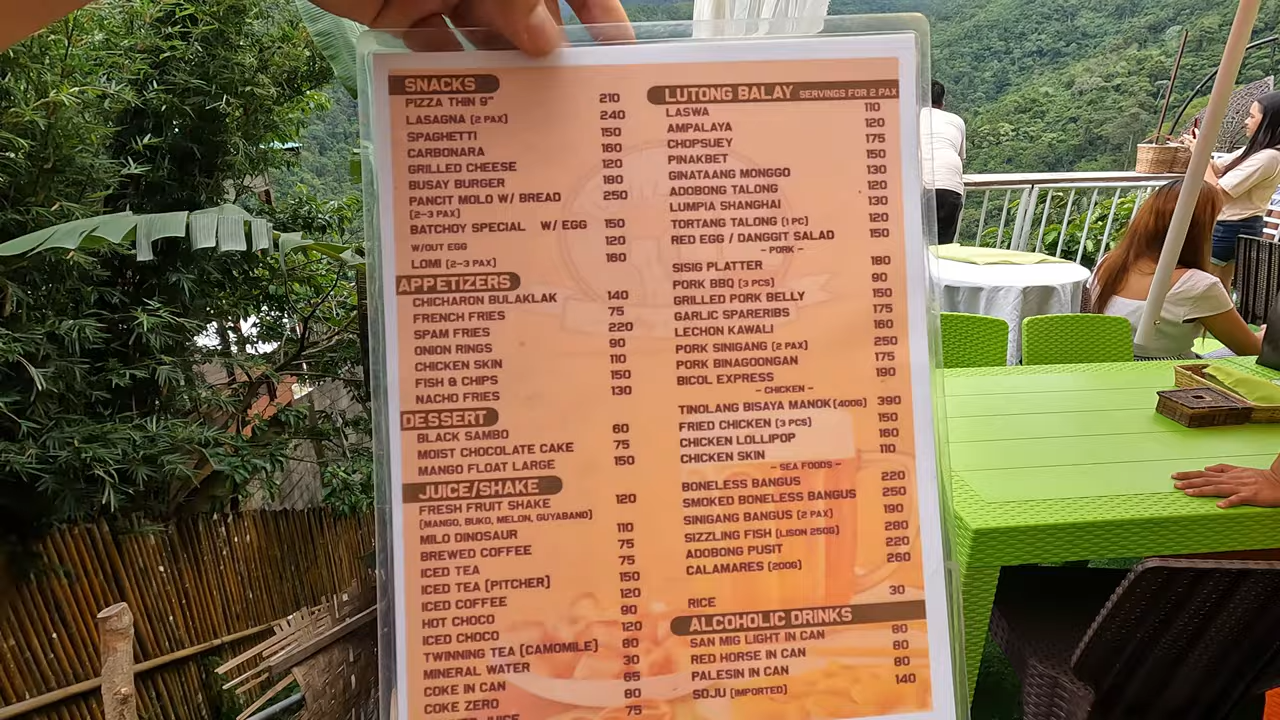 SNACKS
PIZZA THIN 9" 210
LASAGNA (2 PAX) 240
SPAGHETTI 150
CARBONARA 160
GRILLED CHEESE 120
BUSAY BURGER 180
PANCIT MOLO W/ BREAD 250
(2-3 PAX)
BATCHOY SPECIAL W/ EGG 150
W/OUT EGG 120
LOMI (2-3 PAX) 160
APPETIZERS
CHICHARON BULAKLAK 140
FRENCH FRIES 75
SPAM FRIES 220
ONION RINGS 90
CHICKEN SKIN 110
FISH & CHIPS 150
NACHO FRIES 130
DESSERT
BLACK SAMBO 60
MOIST CHOCOLATE CAKE 75
MANGO FLOAT LARGE 150
JUICE/SHAKE
FRESH FRUIT SHAKE 120
(MANGO, BUKO, MELON, GUYABAND)
MILO DINOSAUR 110
BREWED COFFEE 75
ICED TEA 75
ICED TEA (PITCHER) 150
ICED COFFEE 120
HOT CHOCO 90
ICED CHOCO 120
TWINNING TEA (CAMOMILE) 80
MINERAL WATER 30
COKE IN CAN 65
COKE ZERO 80
JUICE 75
LUTONG BALAY SERVINGS FOR 2 PAX
LASWA 110
AMPALAYA 120
CHOPSUEY 175
PINAKBET 150
GINATAANG MONGGO 130
ADOBONG TALONG 120
LUMPIA SHANGHAI 130
TORTANG TALONG (1 PC) 120
RED EGG / DANGGIT SALAD 150
– PORK –
SISIG PLATTER 180
PORK BBQ (3 PCS) 90
GRILLED PORK BELLY 150
GARLIC SPARERIBS 175
LECHON KAWALI 160
PORK SINIGANG (2 PAX) 250
PORK BINAGOONGAN 175
BICOL EXPRESS 190
– CHICKEN –
TINOLANG BISAYA MANOK (400G) 390
FRIED CHICKEN (3 PCS) 150
CHICKEN LOLLIPOP 160
CHICKEN SKIN 110
– SEA FOODS –
BONELESS BANGUS 220
SMOKED BONELESS BANGUS 250
SINIGANG BANGUS (2 PAX) 190
SIZZLING FISH (LISON 250G) 280
ADOBONG PUSIT 220
CALAMARES (200G) 260
RICE 30
ALCOHOLIC DRINKS
SAN MIG LIGHT IN CAN 80
RED HORSE IN CAN 80
PALESIN IN CAN 80
SOJU (IMPORTED) 140